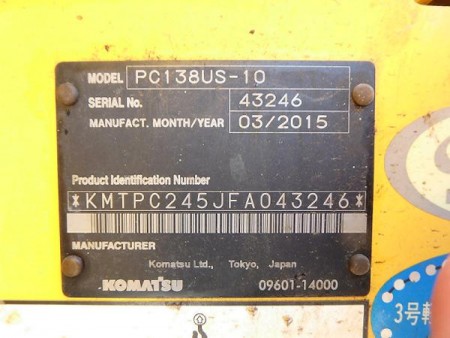 MODEL PC138US-10
SERIAL No. 43246
MANUFACT. MONTH/YEAR 03/2015
Product Identification Number
*KMTPC245JFA043246*
MANUFACTURER
Komatsu Ltd., Tokyo, Japan
KOMATSU 09601-14000
3号